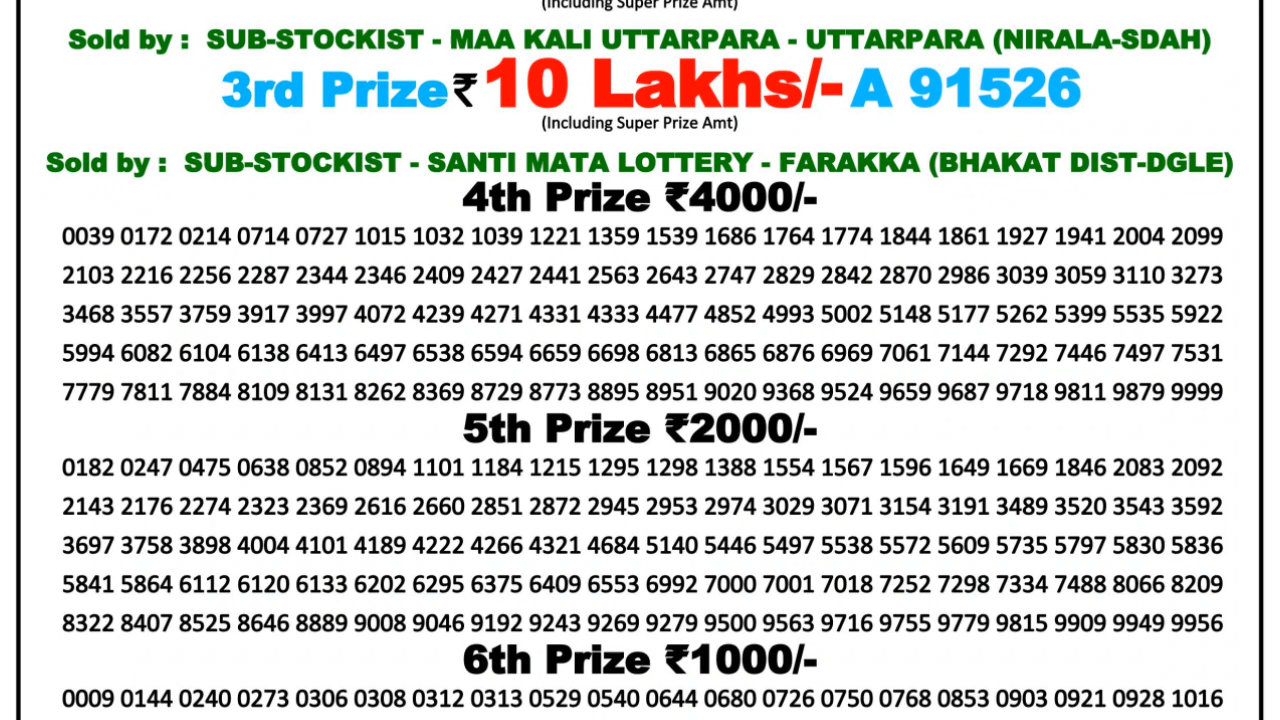 (Including Super Prize Amt)
Sold by : SUB-STOCKIST - MAA KALI UTTARPARA - UTTARPARA (NIRALA-SDAH)
3rd Prize ₹ 10 Lakhs/- A 91526
(Including Super Prize Amt)
Sold by : SUB-STOCKIST - SANTI MATA LOTTERY - FARAKKA (BHAKAT DIST-DGLE)
4th Prize ₹4000/-
0039 0172 0214 0714 0727 1015 1032 1039 1221 1359 1539 1686 1764 1774 1844 1861 1927 1941 2004 2099
2103 2216 2256 2287 2344 2346 2409 2427 2441 2563 2643 2747 2829 2842 2870 2986 3039 3059 3110 3273
3468 3557 3759 3917 3997 4072 4239 4271 4331 4333 4477 4852 4993 5002 5148 5177 5262 5399 5535 5922
5994 6082 6104 6138 6413 6497 6538 6594 6659 6698 6813 6865 6876 6969 7061 7144 7292 7446 7497 7531
7779 7811 7884 8109 8131 8262 8369 8729 8773 8895 8951 9020 9368 9524 9659 9687 9718 9811 9879 9999
5th Prize ₹2000/-
0182 0247 0475 0638 0852 0894 1101 1184 1215 1295 1298 1388 1554 1567 1596 1649 1669 1846 2083 2092
2143 2176 2274 2323 2369 2616 2660 2851 2872 2945 2953 2974 3029 3071 3154 3191 3489 3520 3543 3592
3697 3758 3898 4004 4101 4189 4222 4266 4321 4684 5140 5446 5497 5538 5572 5609 5735 5797 5830 5836
5841 5864 6112 6120 6133 6202 6295 6375 6409 6553 6992 7000 7001 7018 7252 7298 7334 7488 8066 8209
8322 8407 8525 8646 8889 9008 9046 9192 9243 9269 9279 9500 9563 9716 9755 9779 9815 9909 9949 9956
6th Prize ₹1000/-
0009 0144 0240 0273 0306 0308 0312 0313 0529 0540 0644 0680 0726 0750 0768 0853 0903 0921 0928 1016